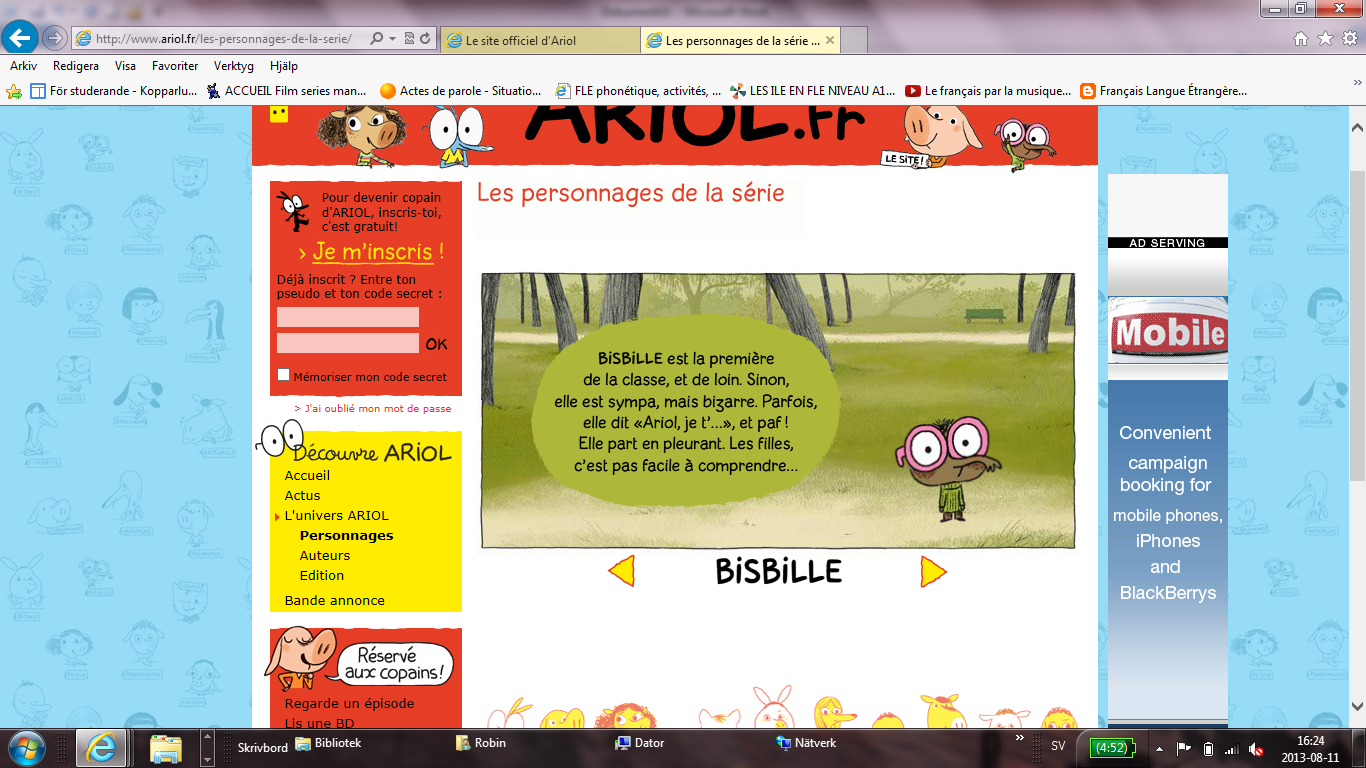 http://www.ariol.fr/les-personnages-de-la-serie/
Le site officiel d'Ariol
Les personnages de la série ...
Arkiv Redigera Visa Favoriter Verktyg Hjälp
För studerande - Kopparlu...
ACCUEIL Film series man...
Actes de parole - Situatio...
FLE phonétique, activités, ...
LES ILE EN FLE NIVEAU A1...
Le français par la musique...
Français Langue Étrangère...
ARIOL.FR
LE SITE!
Pour devenir copain
d'ARIOL, inscris-toi,
c'est gratuit!
> Je m'inscris !
Déjà inscrit ? Entre ton
pseudo et ton code secret :
OK
Mémoriser mon code secret
> J'ai oublié mon mot de passe
Découvre ARiOL
Accueil
Actus
L'univers ARIOL
Personnages
Auteurs
Edition
Bande annonce
Réservé
aux copains!
Regarde un épisode
Lis une BD
Les personnages de la série
BiSBiLLE est la première
de la classe, et de loin. Sinon,
elle est sympa, mais bizarre. Parfois,
elle dit «Ariol, je t'...», et paf !
Elle part en pleurant. Les filles,
c'est pas facile à comprendre...
BiSBiLLE
AD SERVING
Mobile
Convenient
campaign
booking for
mobile phones,
iPhones
and
BlackBerrys
Skrivbord
Bibliotek
Robin
Dator
Nätverk
»
SV
(4:52)
16:24
2013-08-11